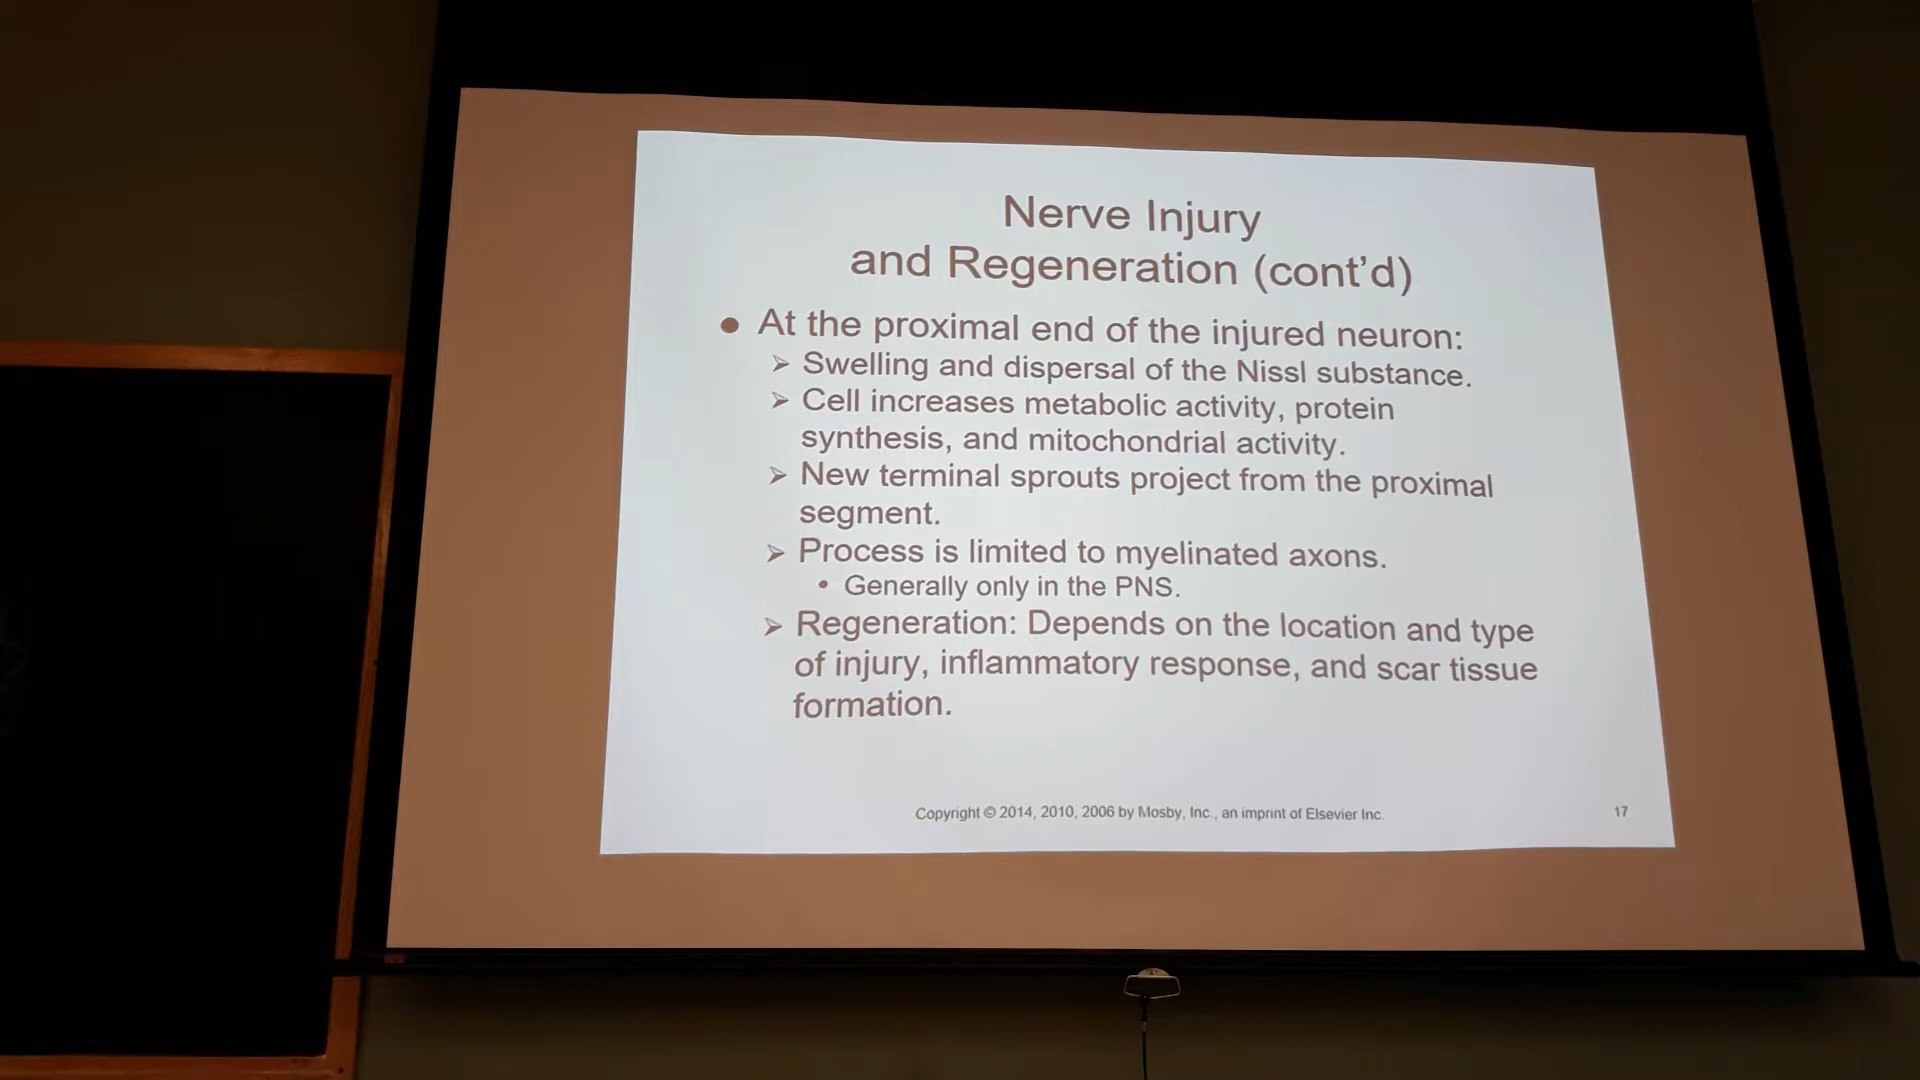 Nerve Injury
and Regeneration (cont’d)
● At the proximal end of the injured neuron:
➢ Swelling and dispersal of the Nissl substance.
➢ Cell increases metabolic activity, protein
synthesis, and mitochondrial activity.
➢ New terminal sprouts project from the proximal
segment.
➢ Process is limited to myelinated axons.
• Generally only in the PNS.
➢ Regeneration: Depends on the location and type
of injury, inflammatory response, and scar tissue
formation.
Copyright © 2014, 2010, 2006 by Mosby, Inc., an imprint of Elsevier Inc.
17